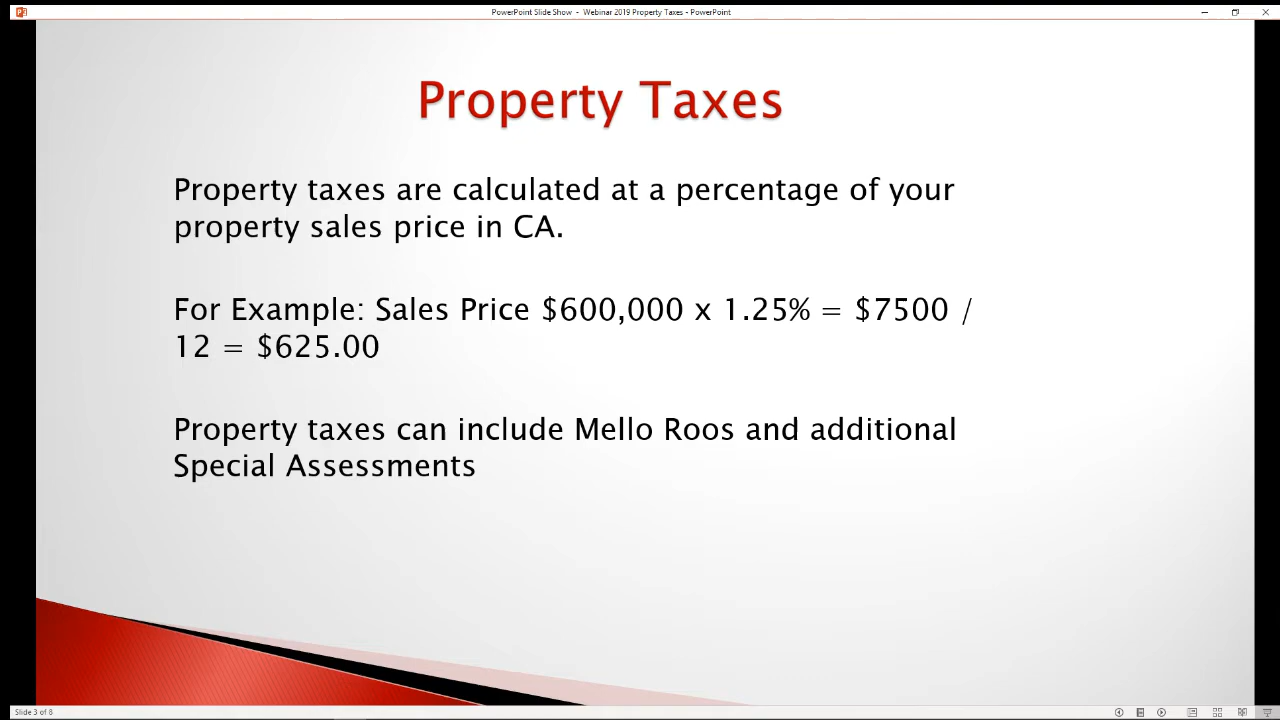 PowerPoint Slide Show - Webinar 2019 Property Taxes - PowerPoint
Property Taxes
Property taxes are calculated at a percentage of your
property sales price in CA.
For Example: Sales Price $600,000 x 1.25% = $7500 /
12 = $625.00
Property taxes can include Mello Roos and additional
Special Assessments
Slide 3 of 8